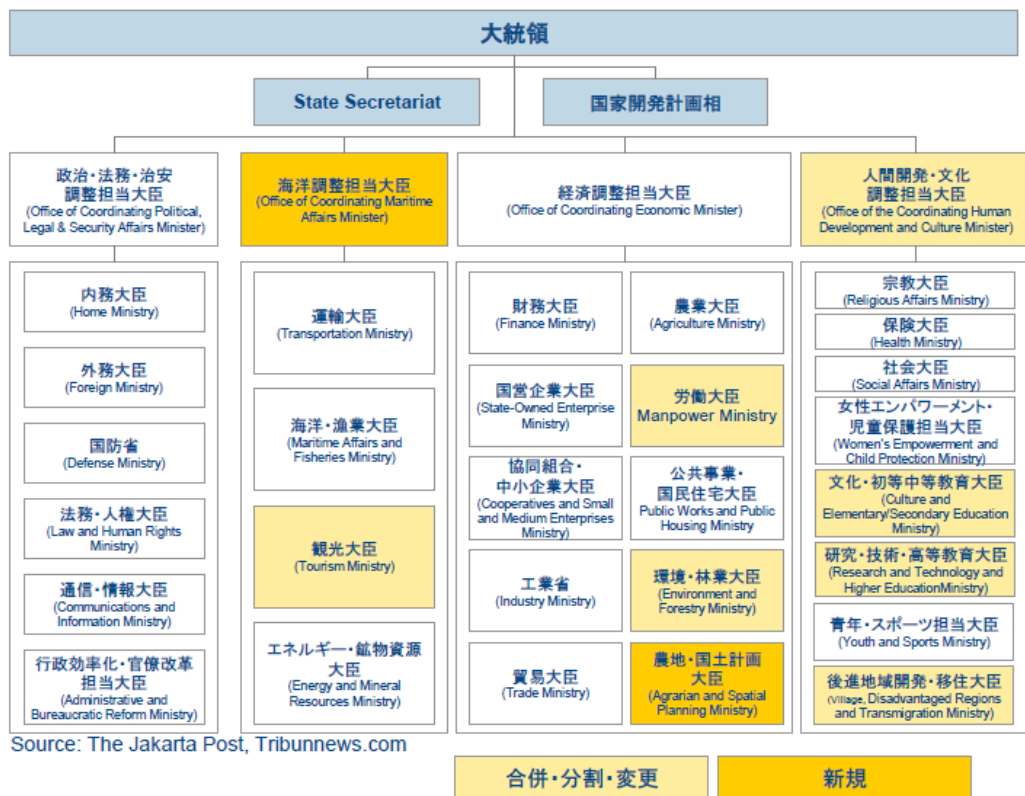 大統領
State Secretariat
国家開発計画相
政治・法務・治安
調整担当大臣
(Office of Coordinating Political,
Legal & Security Affairs Minister)
海洋調整担当大臣
(Office of Coordinating Maritime
Affairs Minister)
経済調整担当大臣
(Office of Coordinating Economic Minister)
人間開発・文化
調整担当大臣
(Office of the Coordinating Human
Development and Culture Minister)
内務大臣
(Home Ministry)
外務大臣
(Foreign Ministry)
国防省
(Defense Ministry)
法務・人権大臣
(Law and Human Rights
Ministry)
通信・情報大臣
(Communications and
Information Ministry)
行政効率化・官僚改革
担当大臣
(Administrative and
Bureaucratic Reform Ministry)
運輸大臣
(Transportation Ministry)
海洋・漁業大臣
(Maritime Affairs and
Fisheries Ministry)
観光大臣
(Tourism Ministry)
エネルギー・鉱物資源
大臣
(Energy and Mineral
Resources Ministry)
財務大臣
(Finance Ministry)
国営企業大臣
(State-Owned Enterprise
Ministry)
協同組合・
中小企業大臣
(Cooperatives and Small
and Medium Enterprises Ministry)
工業省
(Industry Ministry)
貿易大臣
(Trade Ministry)
農業大臣
(Agriculture Ministry)
労働大臣
Manpower Ministry
公共事業・
国民住宅大臣
Public Works and Public
Housing Ministry
環境・林業大臣
(Environment and
Forestry Ministry)
農地・国土計画
大臣
(Agrarian and Spatial
Planning Ministry)
宗教大臣
(Religious Affairs Ministry)
保険大臣
(Health Ministry)
社会大臣
(Social Affairs Ministry)
女性エンパワーメント・
児童保護担当大臣
(Women's Empowerment and
Child Protection Ministry)
文化・初等中等教育大臣
(Culture and
Elementary/Secondary Education
Ministry)
研究・技術・高等教育大臣
(Research and Technology and
Higher EducationMinistry)
青年・スポーツ担当大臣
(Youth and Sports Ministry)
後進地域開発・移住大臣
(Village, Disadvantaged Regions
and Transmigration Ministry)
Source: The Jakarta Post, Tribunnews.com
合併・分割・変更
新規